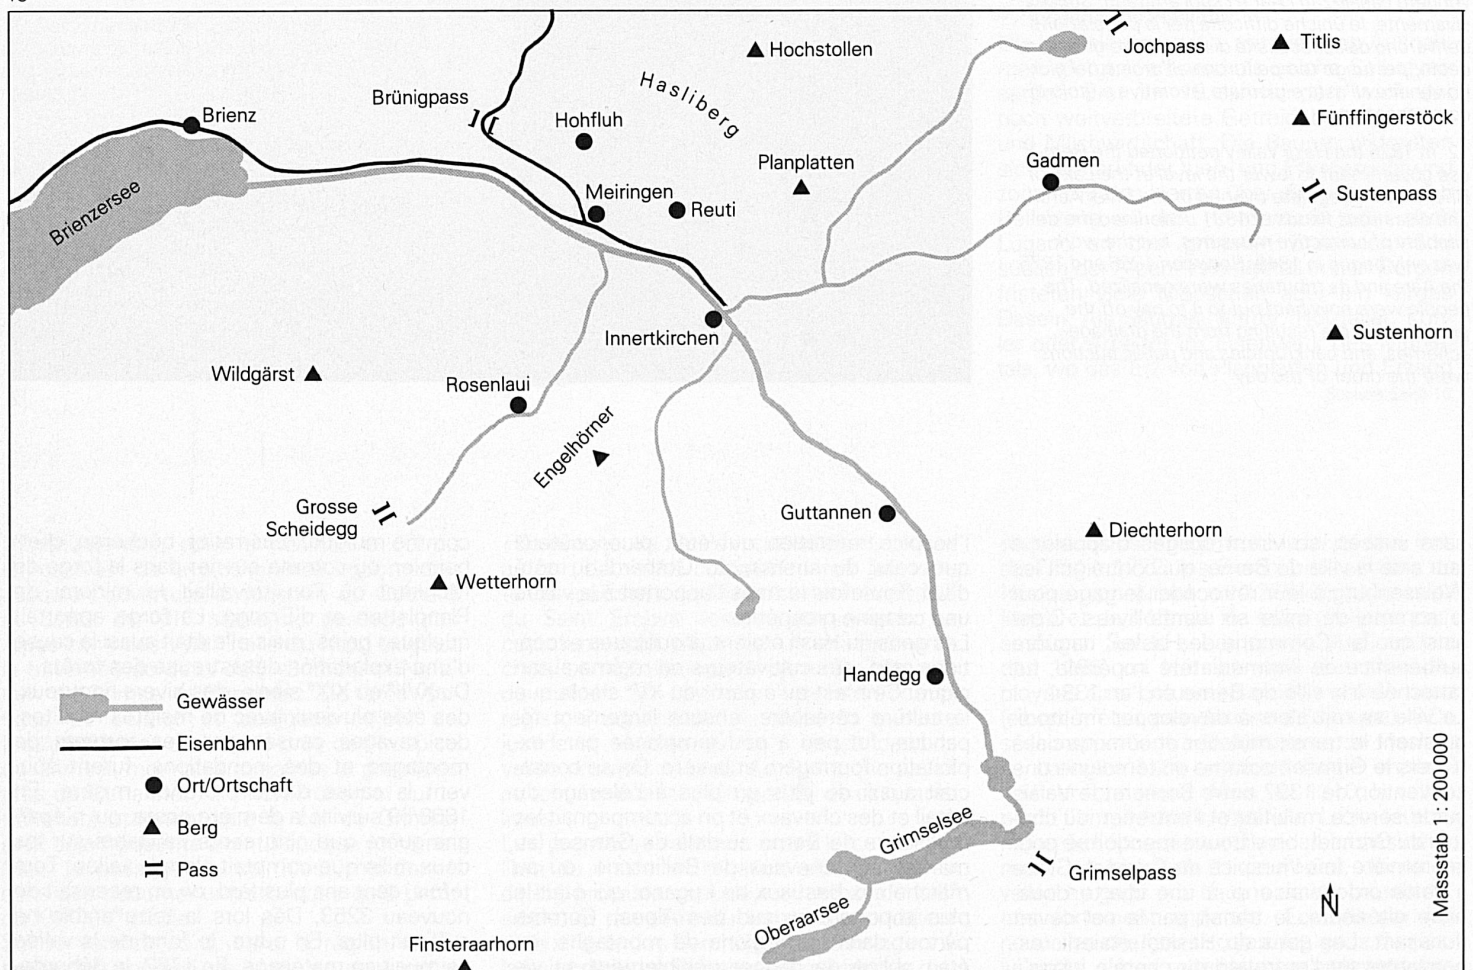 Hochstollen
Jochpass
Titlis
Brünigpass
Hasliberg
Brienz
Hohfluh
Fünffingerstöck
Planplatten
Gadmen
Brienzersee
Meiringen
Reuti
Sustenpass
Innertkirchen
Sustenhorn
Wildgärst
Rosenlaui
Engelhörner
Grosse
Scheidegg
Guttannen
Diechterhorn
Wetterhorn
Handegg
Gewässer
Eisenbahn
Ort/Ortschaft
Berg
Pass
Grimselsee
Grimselpass
Oberaarsee
Finsteraarhorn
N
Massstab 1 : 200 000